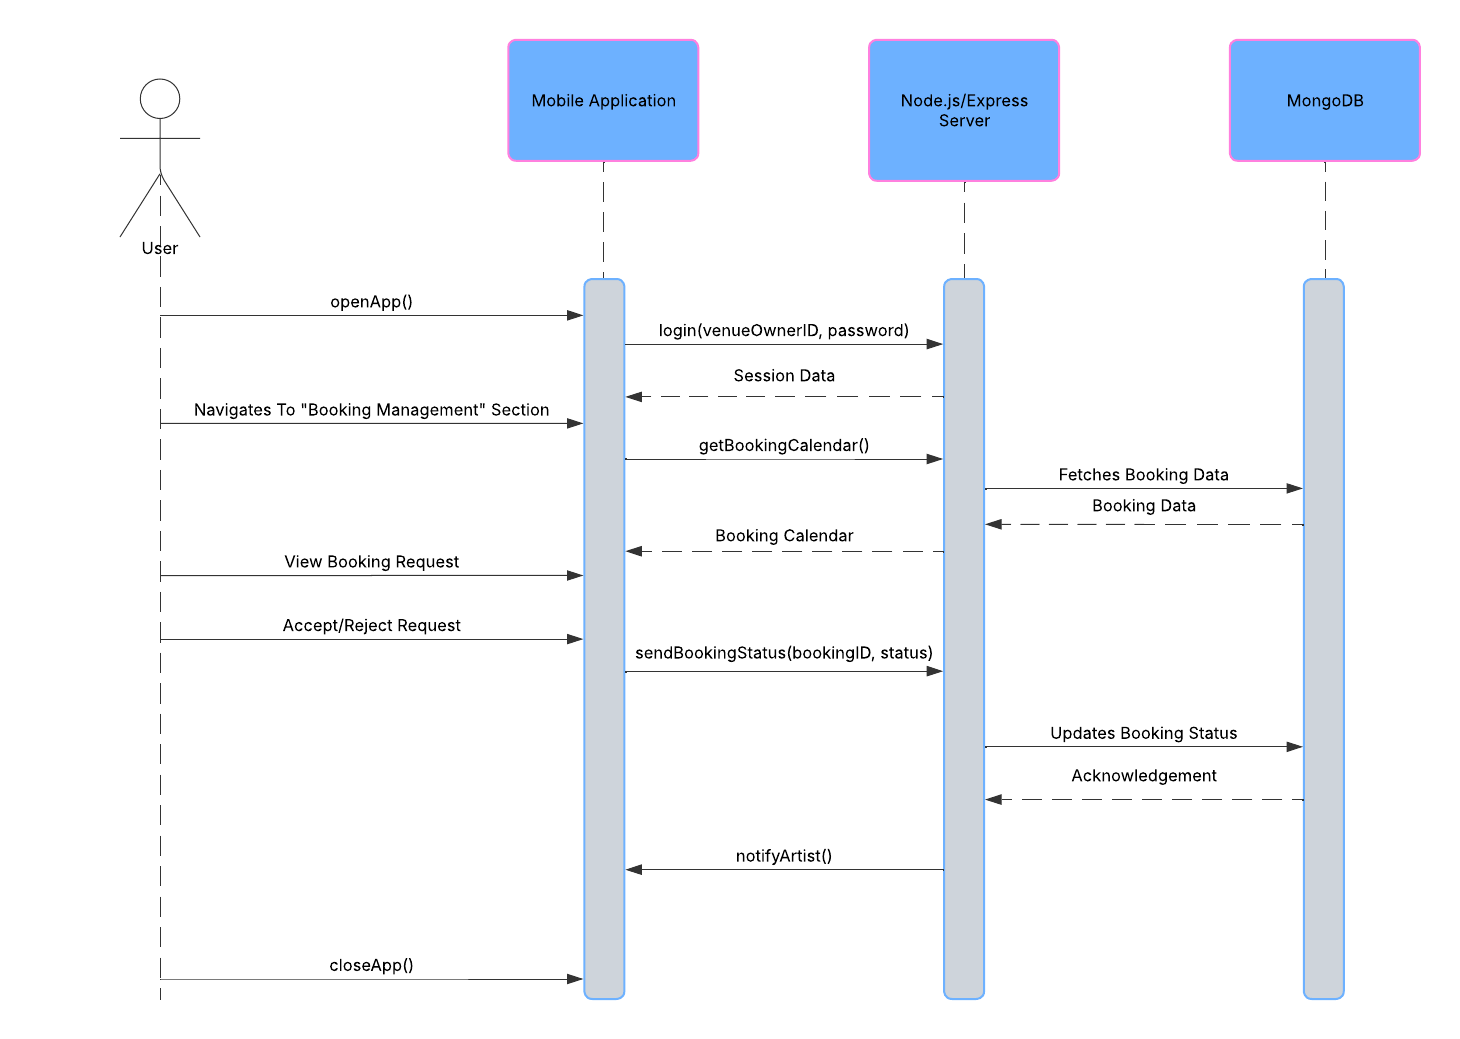 Mobile Application
Node.js/Express
Server
MongoDB
User
openApp()
login(venueOwnerID, password)
Session Data
Navigates To "Booking Management" Section
getBookingCalendar()
Fetches Booking Data
Booking Data
Booking Calendar
View Booking Request
Accept/Reject Request
sendBookingStatus(bookingID, status)
Updates Booking Status
Acknowledgement
notifyArtist()
closeApp()